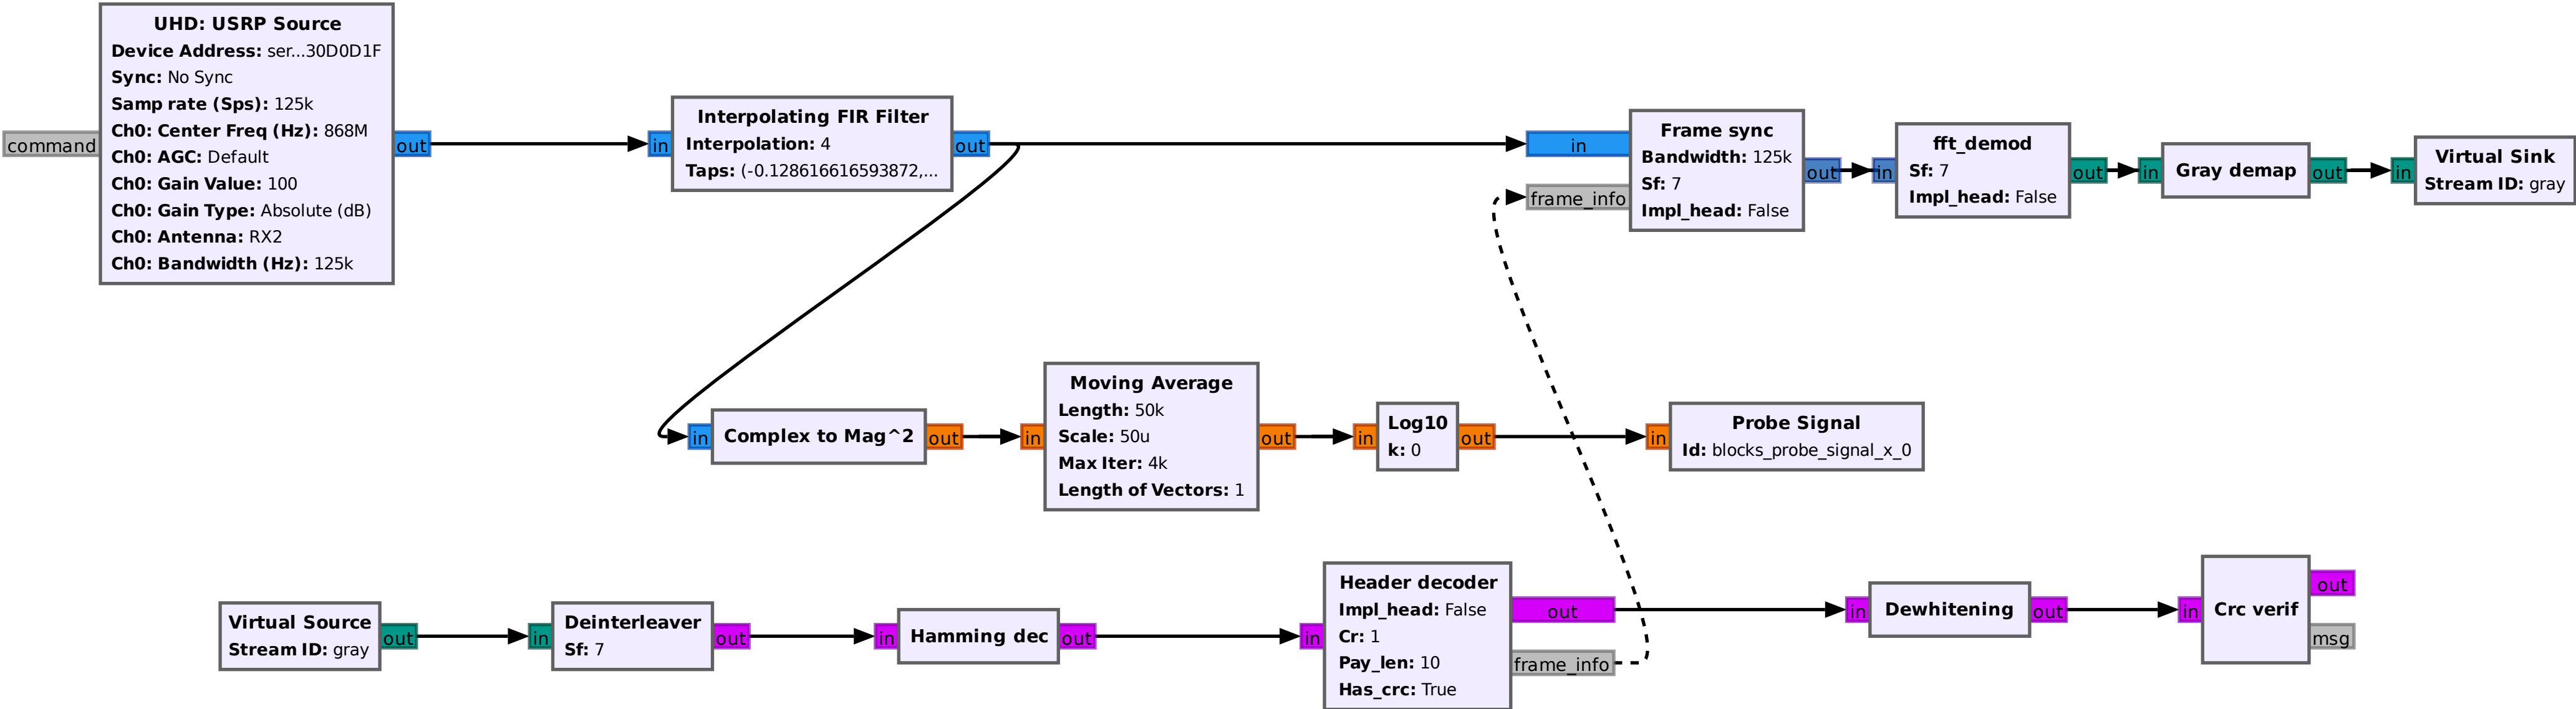 UHD: USRP Source
Device Address: ser...30D0D1F
Sync: No Sync
Samp rate (Sps): 125k
Ch0: Center Freq (Hz): 868M
Ch0: AGC: Default
Ch0: Gain Value: 100
Ch0: Gain Type: Absolute (dB)
Ch0: Antenna: RX2
Ch0: Bandwidth (Hz): 125k
command
out
in
Interpolating FIR Filter
Interpolation: 4
Taps: (-0.128616616593872,...
out
in
frame_info
Frame sync
Bandwidth: 125k
Sf: 7
Impl_head: False
out
in
fft_demod
Sf: 7
Impl_head: False
out
in
Gray demap
out
in
Virtual Sink
Stream ID: gray
in
Complex to Mag^2
out
in
Moving Average
Length: 50k
Scale: 50u
Max Iter: 4k
Length of Vectors: 1
out
in
Log10
k: 0
out
in
Probe Signal
Id: blocks_probe_signal_x_0
Virtual Source
Stream ID: gray
out
in
Deinterleaver
Sf: 7
out
in
Hamming dec
out
in
Header decoder
Impl_head: False
Cr: 1
Pay_len: 10
Has_crc: True
out
frame_info
in
Dewhitening
out
in
Crc verif
out
msg